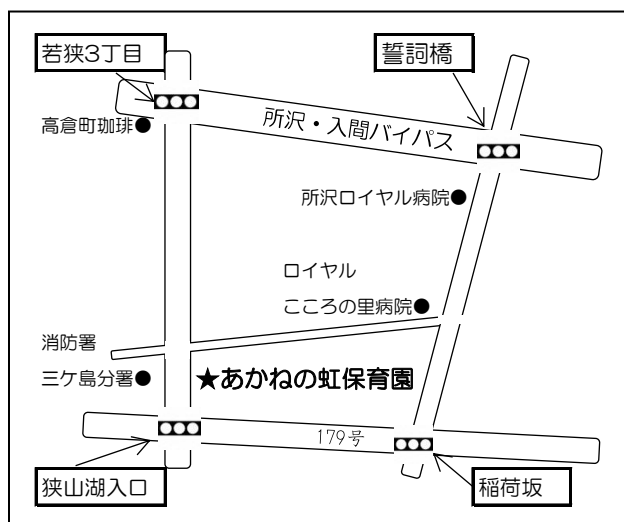 若狭3丁目
誓詞橋
高倉町珈琲●
所沢・入間バイパス
所沢ロイヤル病院●
ロイヤル
こころの里病院●
消防署
三ケ島分署●
★あかねの虹保育園
179号
狭山湖入口
稲荷坂